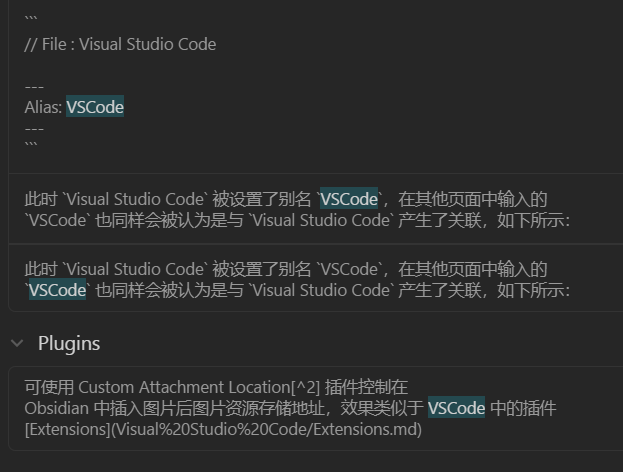 ```
// File : Visual Studio Code
---
Alias: VSCode
---
```
此时 `Visual Studio Code` 被设置了别名 `VSCode`，在其他页面中输入的
`VSCode` 也同样会被认为是与 `Visual Studio Code` 产生了关联，如下所示：
此时 `Visual Studio Code` 被设置了别名 `VSCode`，在其他页面中输入的
`VSCode` 也同样会被认为是与 `Visual Studio Code` 产生了关联，如下所示：
Plugins
可使用 Custom Attachment Location[^2] 插件控制在
Obsidian 中插入图片后图片资源存储地址，效果类似于 VSCode 中的插件
[Extensions](Visual%20Studio%20Code/Extensions.md)